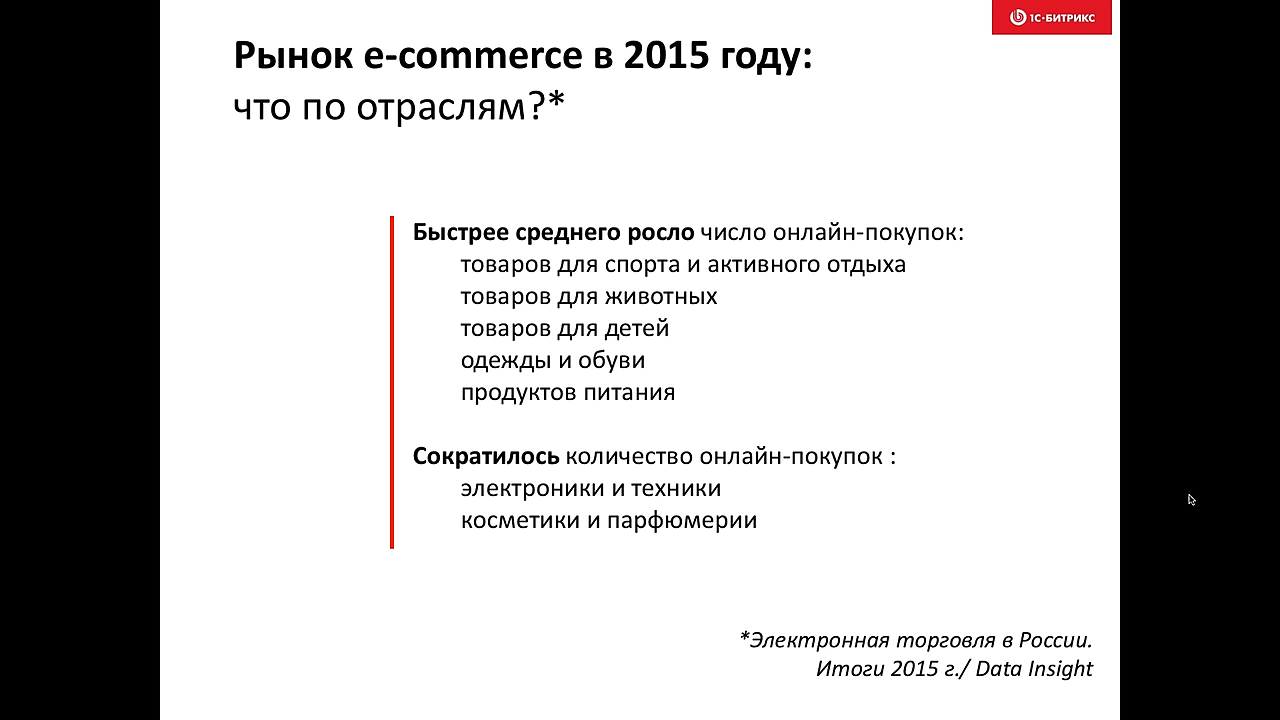 1С-БИТРИКС
Рынок e-commerce в 2015 году:
что по отраслям?*
Быстрее среднего росло число онлайн-покупок:
товаров для спорта и активного отдыха
товаров для животных
товаров для детей
одежды и обуви
продуктов питания
Сократилось количество онлайн-покупок :
электроники и техники
косметики и парфюмерии
*Электронная торговля в России.
Итоги 2015 г./ Data Insight